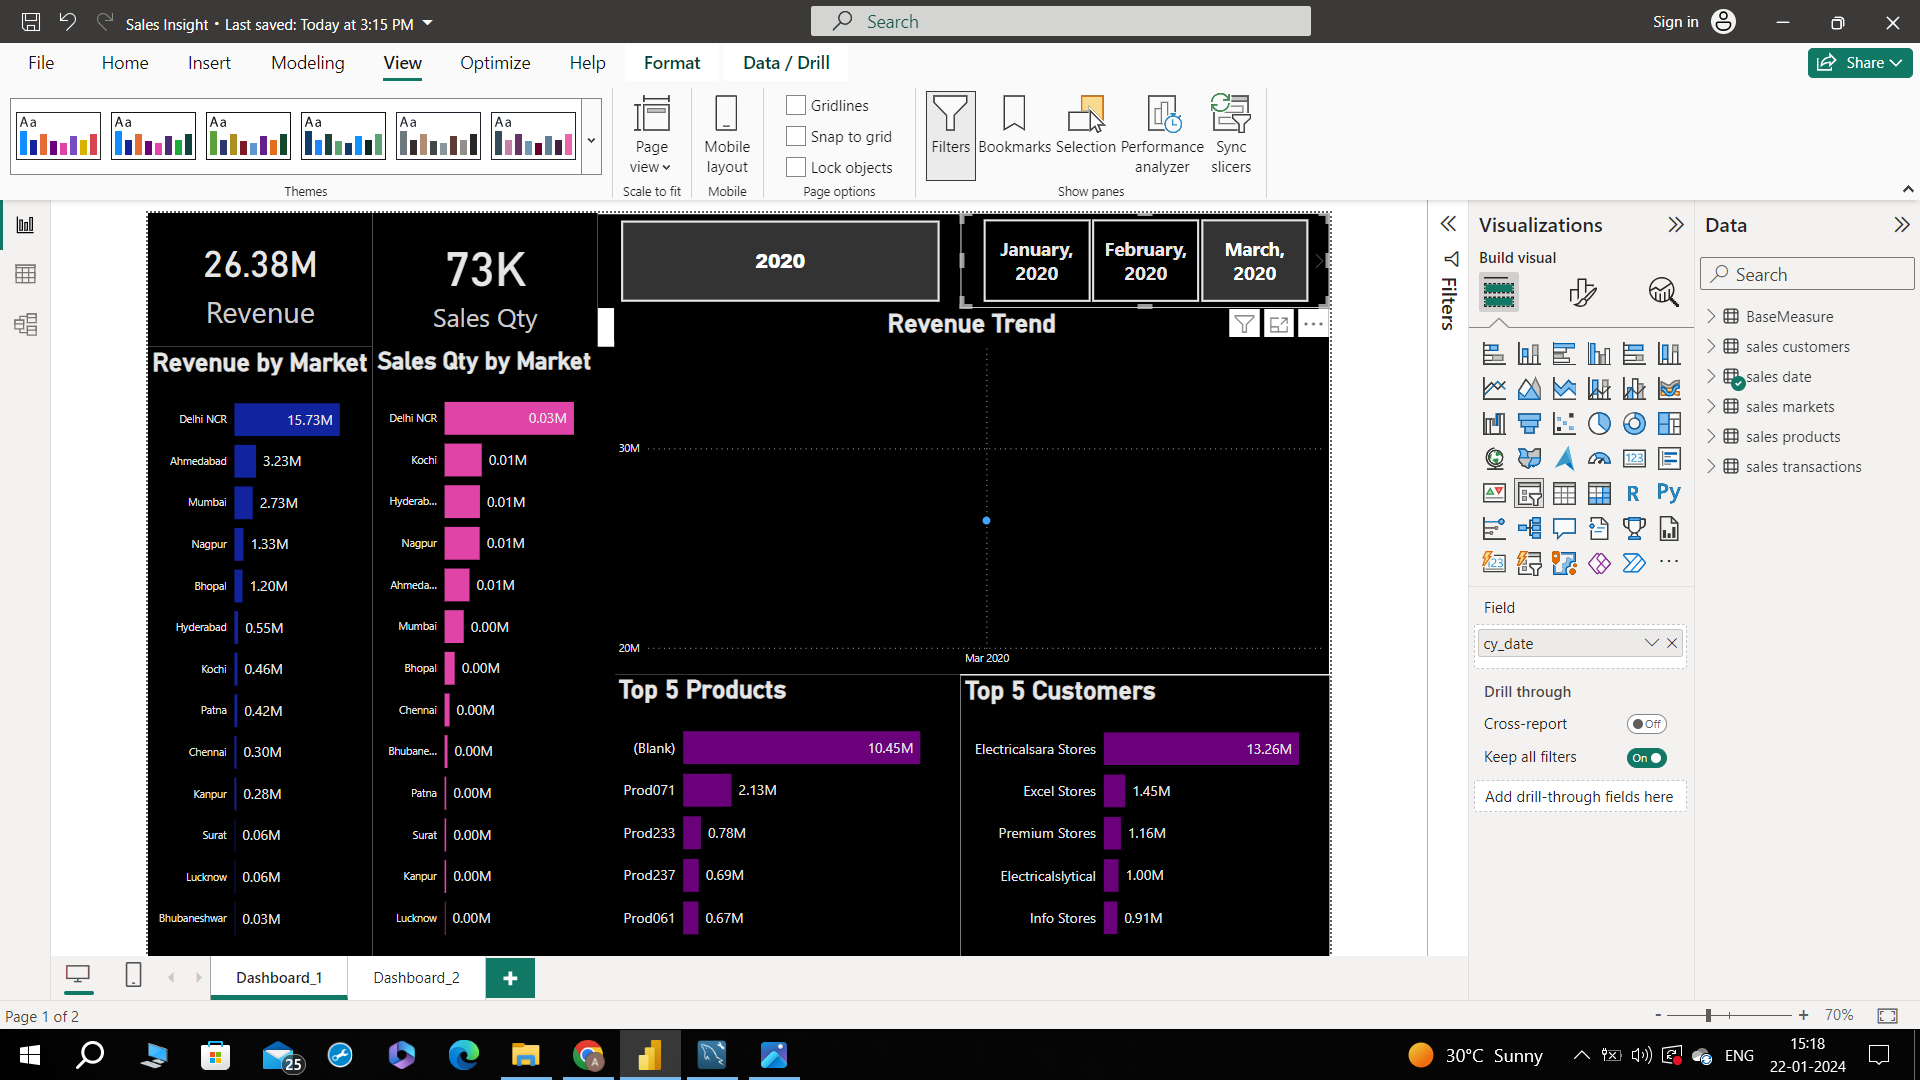 Sales Insight • Last saved: Today at 3:15 PM
Search
Sign in
File
Home
Insert
Modeling
View
Optimize
Help
Format
Data / Drill
Share
Aa
Aa
Aa
Aa
Aa
Aa
Themes
Page
view
Scale to fit
Mobile
layout
Mobile
Gridlines
Snap to grid
Lock objects
Page options
Filters
Bookmarks
Selection
Performance
analyzer
Sync
slicers
Show panes
26.38M
Revenue
73K
Sales Qty
2020
January,
2020
February,
2020
March,
2020
Revenue by Market
Delhi NCR 15.73M
Ahmedabad 3.23M
Mumbai 2.73M
Nagpur 1.33M
Bhopal 1.20M
Hyderabad 0.55M
Kochi 0.46M
Patna 0.42M
Chennai 0.30M
Kanpur 0.28M
Surat 0.06M
Lucknow 0.06M
Bhubaneshwar 0.03M
Sales Qty by Market
Delhi NCR 0.03M
Kochi 0.01M
Hyderab... 0.01M
Nagpur 0.01M
Ahmeda... 0.01M
Mumbai 0.00M
Bhopal 0.00M
Chennai 0.00M
Bhubane... 0.00M
Patna 0.00M
Surat 0.00M
Kanpur 0.00M
Lucknow 0.00M
Revenue Trend
30M
20M
Mar 2020
Top 5 Products
(Blank) 10.45M
Prod071 2.13M
Prod233 0.78M
Prod237 0.69M
Prod061 0.67M
Top 5 Customers
Electricalsara Stores 13.26M
Excel Stores 1.45M
Premium Stores 1.16M
Electricalslytical 1.00M
Info Stores 0.91M
Filters
Visualizations
Build visual
123
R
Py
123
Field
cy_date
Drill through
Cross-report
Off
Keep all filters
On
Add drill-through fields here
Data
Search
BaseMeasure
sales customers
sales date
sales markets
sales products
sales transactions
Dashboard_1
Dashboard_2
+
Page 1 of 2
- + 70%
25
A
30°C Sunny
ENG
15:18
22-01-2024